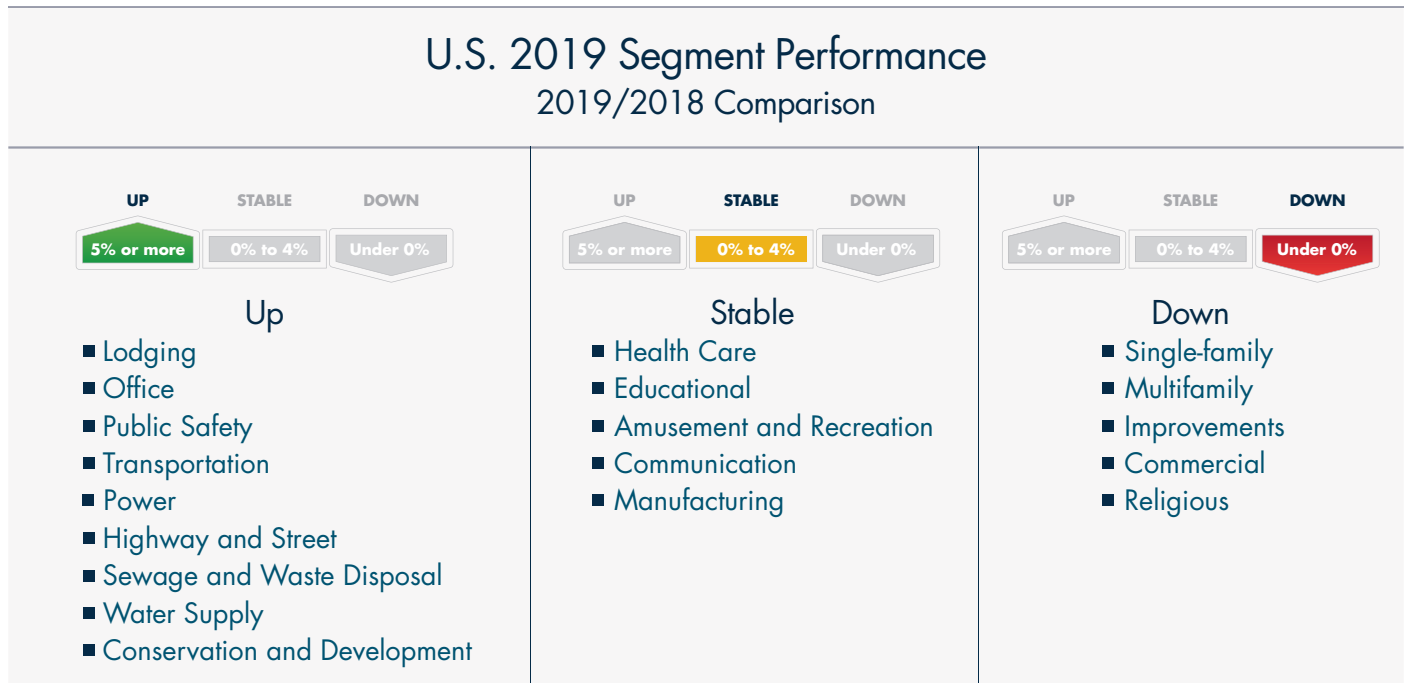 U.S. 2019 Segment Performance
2019/2018 Comparison
UP STABLE DOWN
5% or more 0% to 4% Under 0%
Up
Lodging
Office
Public Safety
Transportation
Power
Highway and Street
Sewage and Waste Disposal
Water Supply
Conservation and Development
UP STABLE DOWN
5% or more 0% to 4% Under 0%
Stable
Health Care
Educational
Amusement and Recreation
Communication
Manufacturing
UP STABLE DOWN
5% or more 0% to 4% Under 0%
Down
Single-family
Multifamily
Improvements
Commercial
Religious